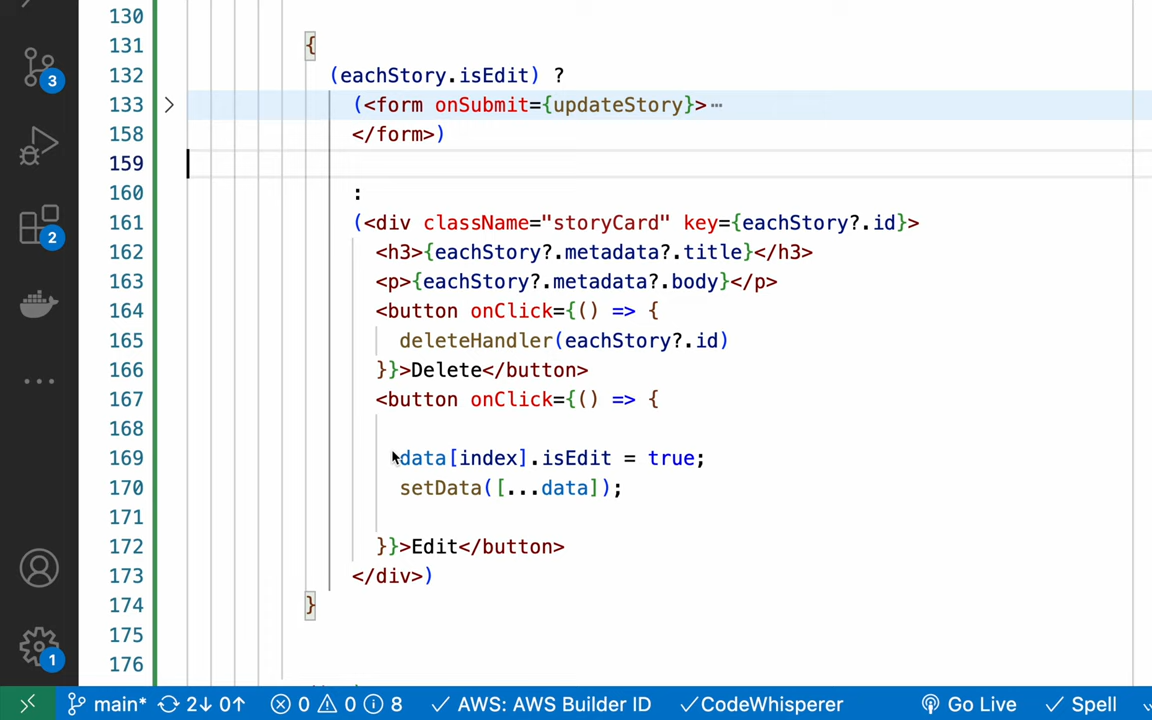 130
131 {
132 (eachStory.isEdit) ?
133 (<form onSubmit={updateStory}>⋯
158 </form>)
159
160 :
161 (<div className="storyCard" key={eachStory?.id}>
162 <h3>{eachStory?.metadata?.title}</h3>
163 <p>{eachStory?.metadata?.body}</p>
164 <button onClick={() => {
165 deleteHandler(eachStory?.id)
166 }}>Delete</button>
167 <button onClick={() => {
168
169 data[index].isEdit = true;
170 setData([...data]);
171
172 }}>Edit</button>
173 </div>)
174 }
175
176
3
2
1
main* 2↓ 0↑ 0 0 8 AWS: AWS Builder ID CodeWhisperer Go Live Spell